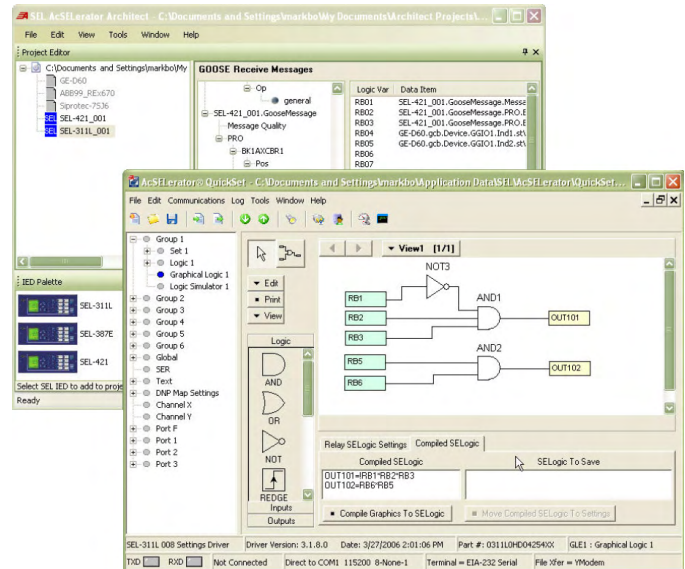 SEL AcSELerator Architect - C:\Documents and Settings\markbo\My Documents\Architect Projects\...
File Edit View Tools Window Help
Project Editor
C:\Documents and Settings\markbo\My
GE-D60
ABB99_REx670
Siprotec-7SJ6
SEL SEL-421_001
SEL SEL-311L_001
GOOSE Receive Messages
Op
general
SEL-421_001.GooseMessage
Message Quality
PRO
BK1AXCBR1
Pos
Logic Var Data Item
RB01 SEL-421_001.GooseMessage.Messa
RB02 SEL-421_001.GooseMessage.PRO.E
RB03 SEL-421_001.GooseMessage.PRO.E
RB04 GE-D60.gcb.Device.GGIO1.Ind1.st\
RB05 GE-D60.gcb.Device.GGIO1.Ind2.st\
RB06
RB07
IED Palette
SEL-311L
SEL-387E
SEL-421
Select SEL IED to add to proje
Ready
AcSELerator® QuickSet - C:\Documents and Settings\markbo\Application Data\SEL\AcSELerator\QuickSet...
File Edit Communications Log Tools Window Help
Group 1
Set 1
Logic 1
Graphical Logic 1
Logic Simulator 1
Group 2
Group 3
Group 4
Group 5
Group 6
Global
SER
Text
DNP Map Settings
Channel X
Channel Y
Port F
Port 1
Port 2
Port 3
Edit
Print
View
Logic
AND
OR
NOT
REDGE
Inputs
Outputs
View1 [1/1]
NOT3
RB1
AND1
RB2
OUT101
RB3
AND2
RB5
OUT102
RB6
Relay SELogic Settings Compiled SELogic
Compiled SELogic
OUT101=!RB1*RB2*RB3
OUT102=RB6*RB5
SELogic To Save
Compile Graphics To SELogic
Move Compiled SELogic To Settings
SEL-311L 008 Settings Driver Driver Version: 3.1.8.0 Date: 3/27/2006 2:01:06 PM Part #: 0311L0HD04254XX GLE1 : Graphical Logic 1
TXD RXD Not Connected Direct to COM1 115200 8-None-1 Terminal = EIA-232 Serial File Xfer = YModem